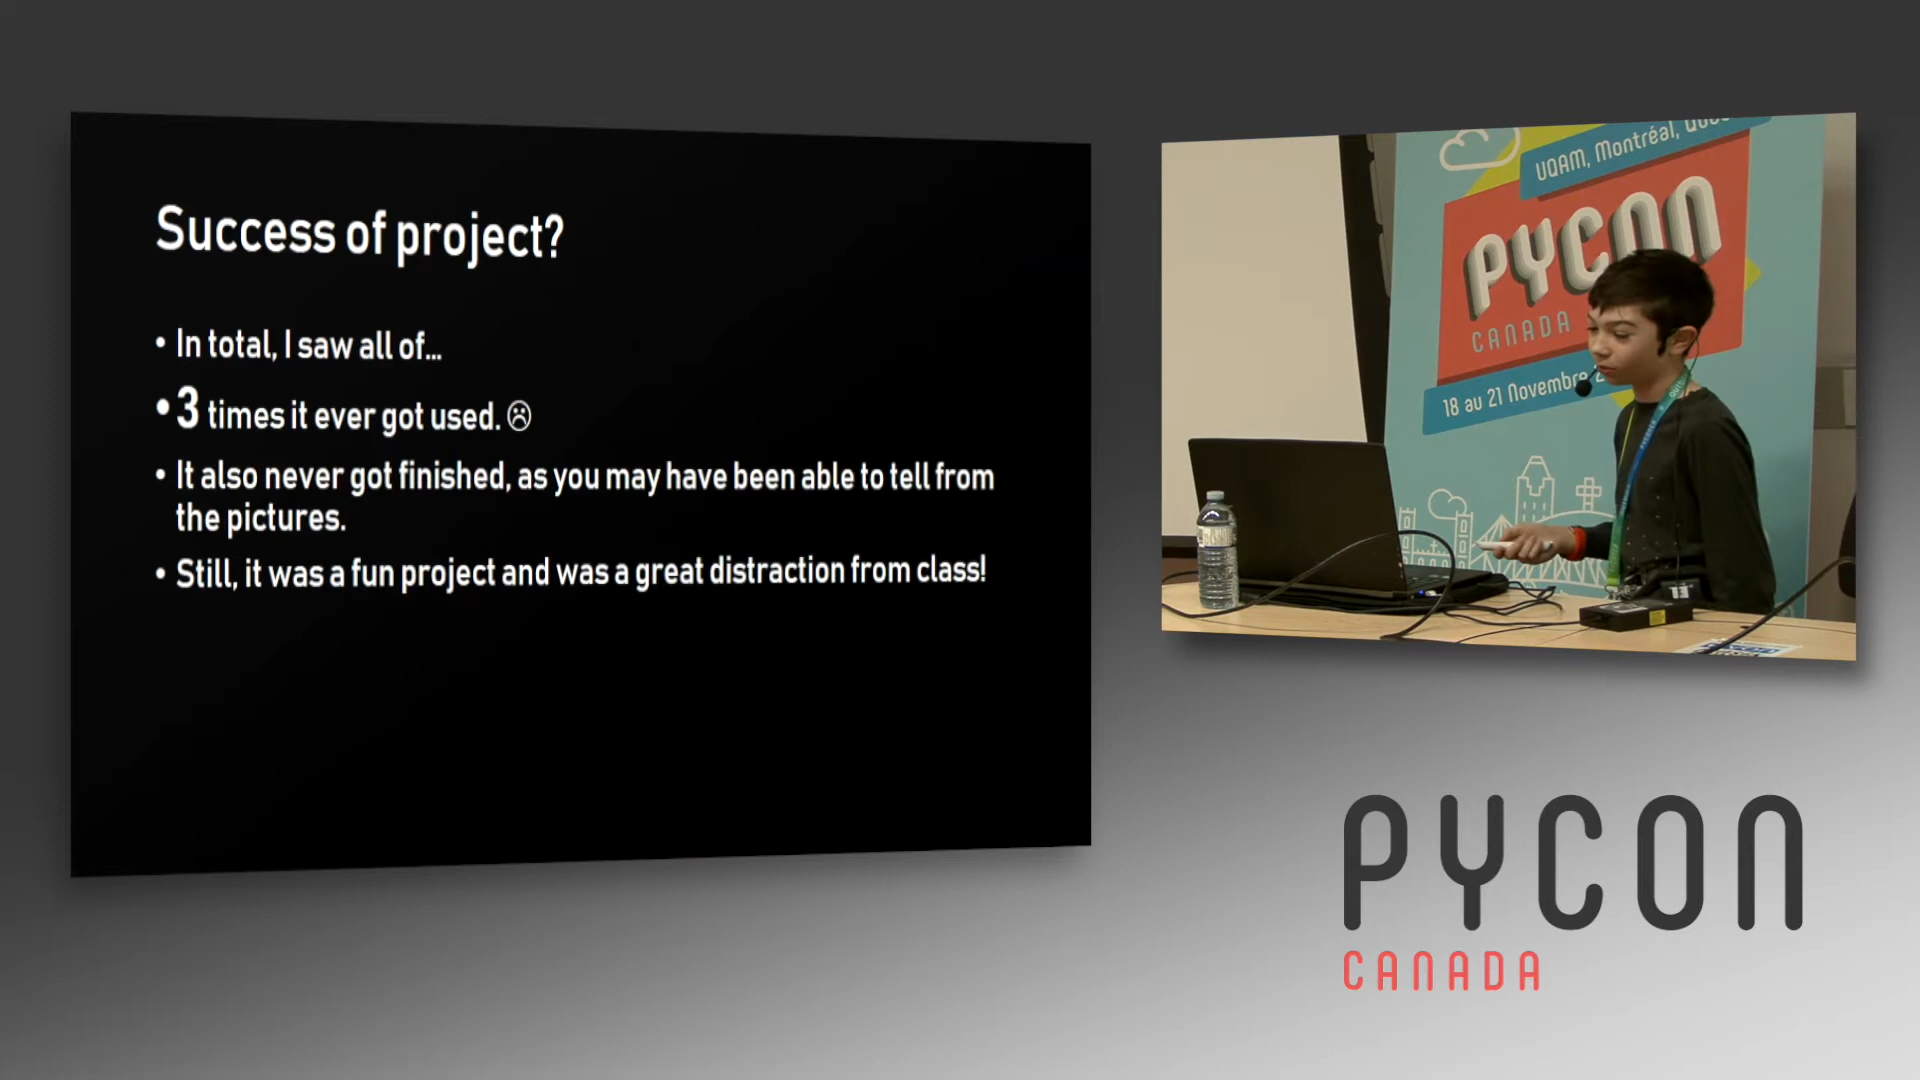 Success of project?
• In total, I saw all of...
• 3 times it ever got used. ☹
• It also never got finished, as you may have been able to tell from
the pictures.
• Still, it was a fun project and was a great distraction from class!
UQAM, Montréal,
PYCON
CANADA
18 au 21 Novembre
PYCON
CANADA